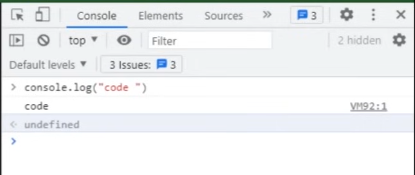 Console Elements Sources » 3
top ▼ Filter 2 hidden
Default levels ▼ 3 Issues: 3
> console.log("code ")
code VM92:1
< undefined
>